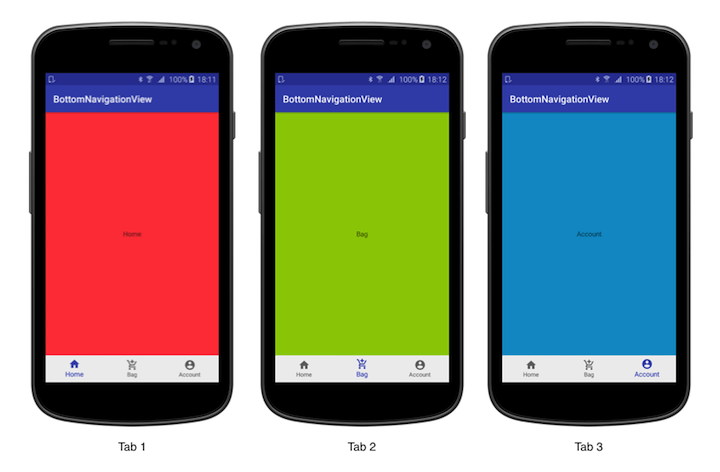 100% 18:11
BottomNavigationView
Home
Home
Bag
Account
Tab 1
100% 18:12
BottomNavigationView
Bag
Home
Bag
Account
Tab 2
100% 18:12
BottomNavigationView
Account
Home
Bag
Account
Tab 3